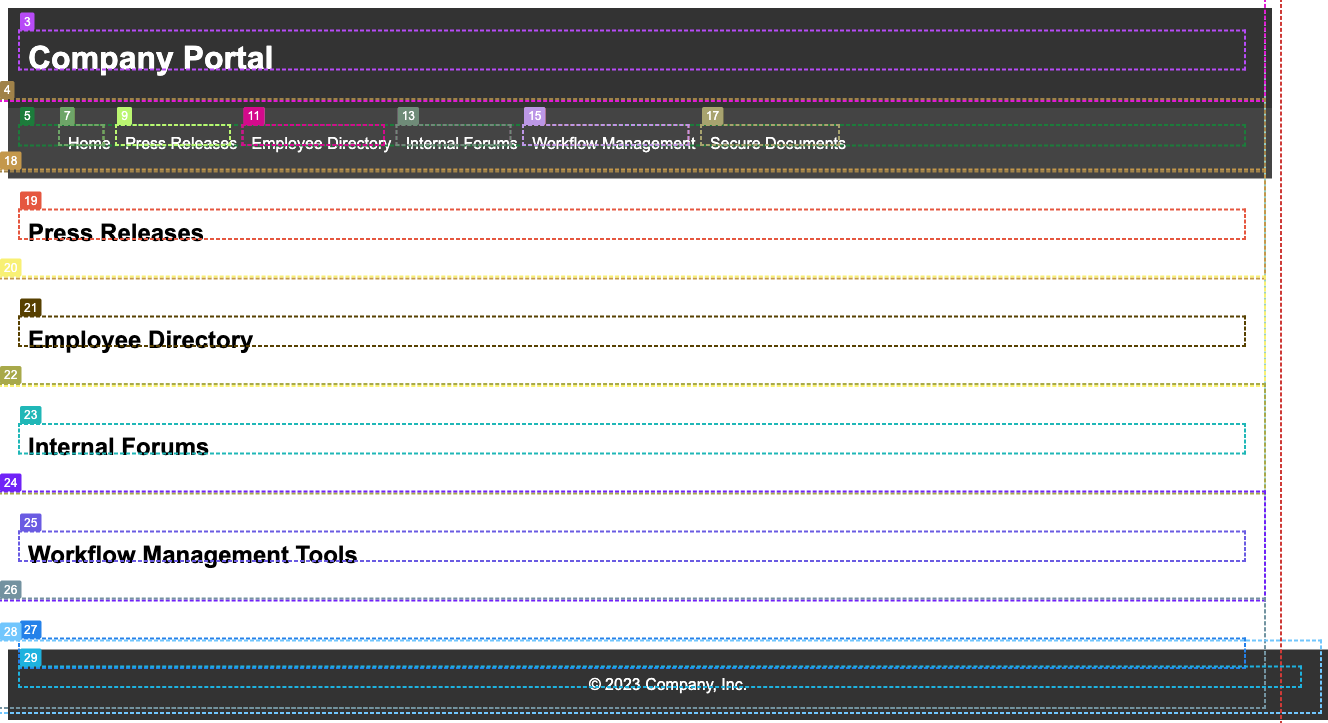 3
Company Portal
4
5 7 9 11 13 15 17
Home Press Releases Employee Directory Internal Forums Workflow Management Secure Documents
18
19
Press Releases
20
21
Employee Directory
22
23
Internal Forums
24
25
Workflow Management Tools
26
28 27
29
© 2023 Company, Inc.